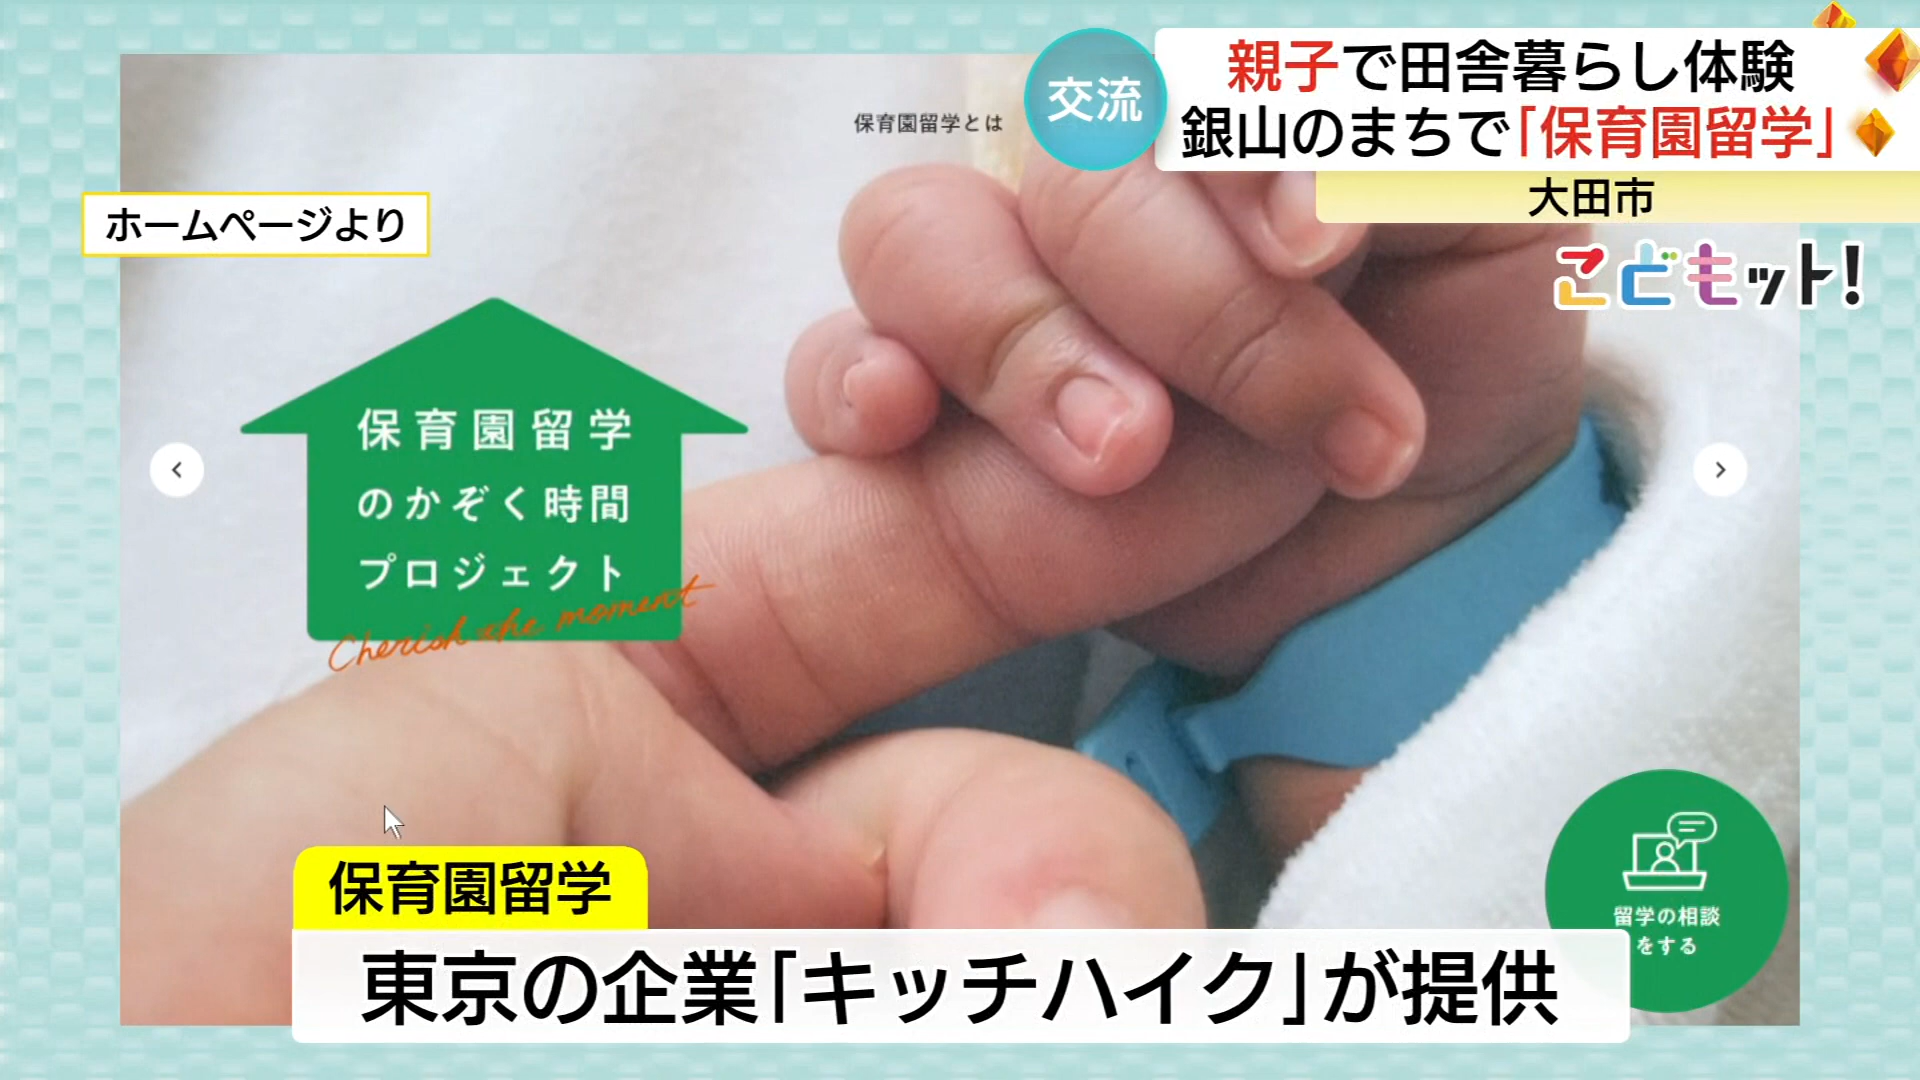 交流
親子で田舎暮らし体験
銀山のまちで「保育園留学」
大田市
こどもット!
保育園留学とは
ホームページより
保育園留学
のかぞく時間
プロジェクト
Cherish the moment
留学の相談
をする
保育園留学
東京の企業「キッチハイク」が提供